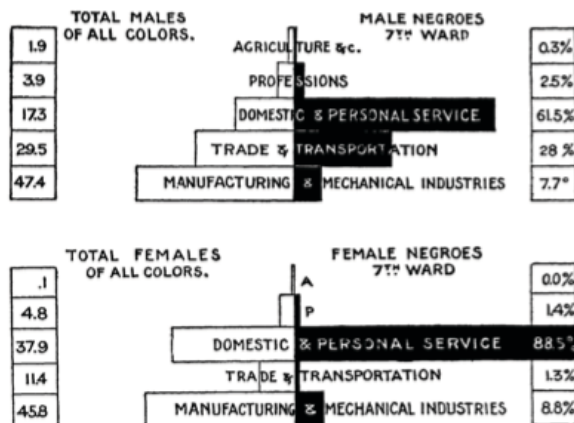 TOTAL MALES OF ALL COLORS.
MALE NEGROES 7TH WARD
1.9 AGRICULTURE &c. 0.3%
3.9 PROFESSIONS 2.5%
17.3 DOMESTIC & PERSONAL SERVICE 61.5%
29.5 TRADE & TRANSPORTATION 28 %
47.4 MANUFACTURING & MECHANICAL INDUSTRIES 7.7°
TOTAL FEMALES OF ALL COLORS.
FEMALE NEGROES 7TH WARD
.1 A 0.0%
4.8 P 1.4%
37.9 DOMESTIC & PERSONAL SERVICE 88.5%
11.4 TRADE & TRANSPORTATION 1.3%
45.8 MANUFACTURING & MECHANICAL INDUSTRIES 8.8%